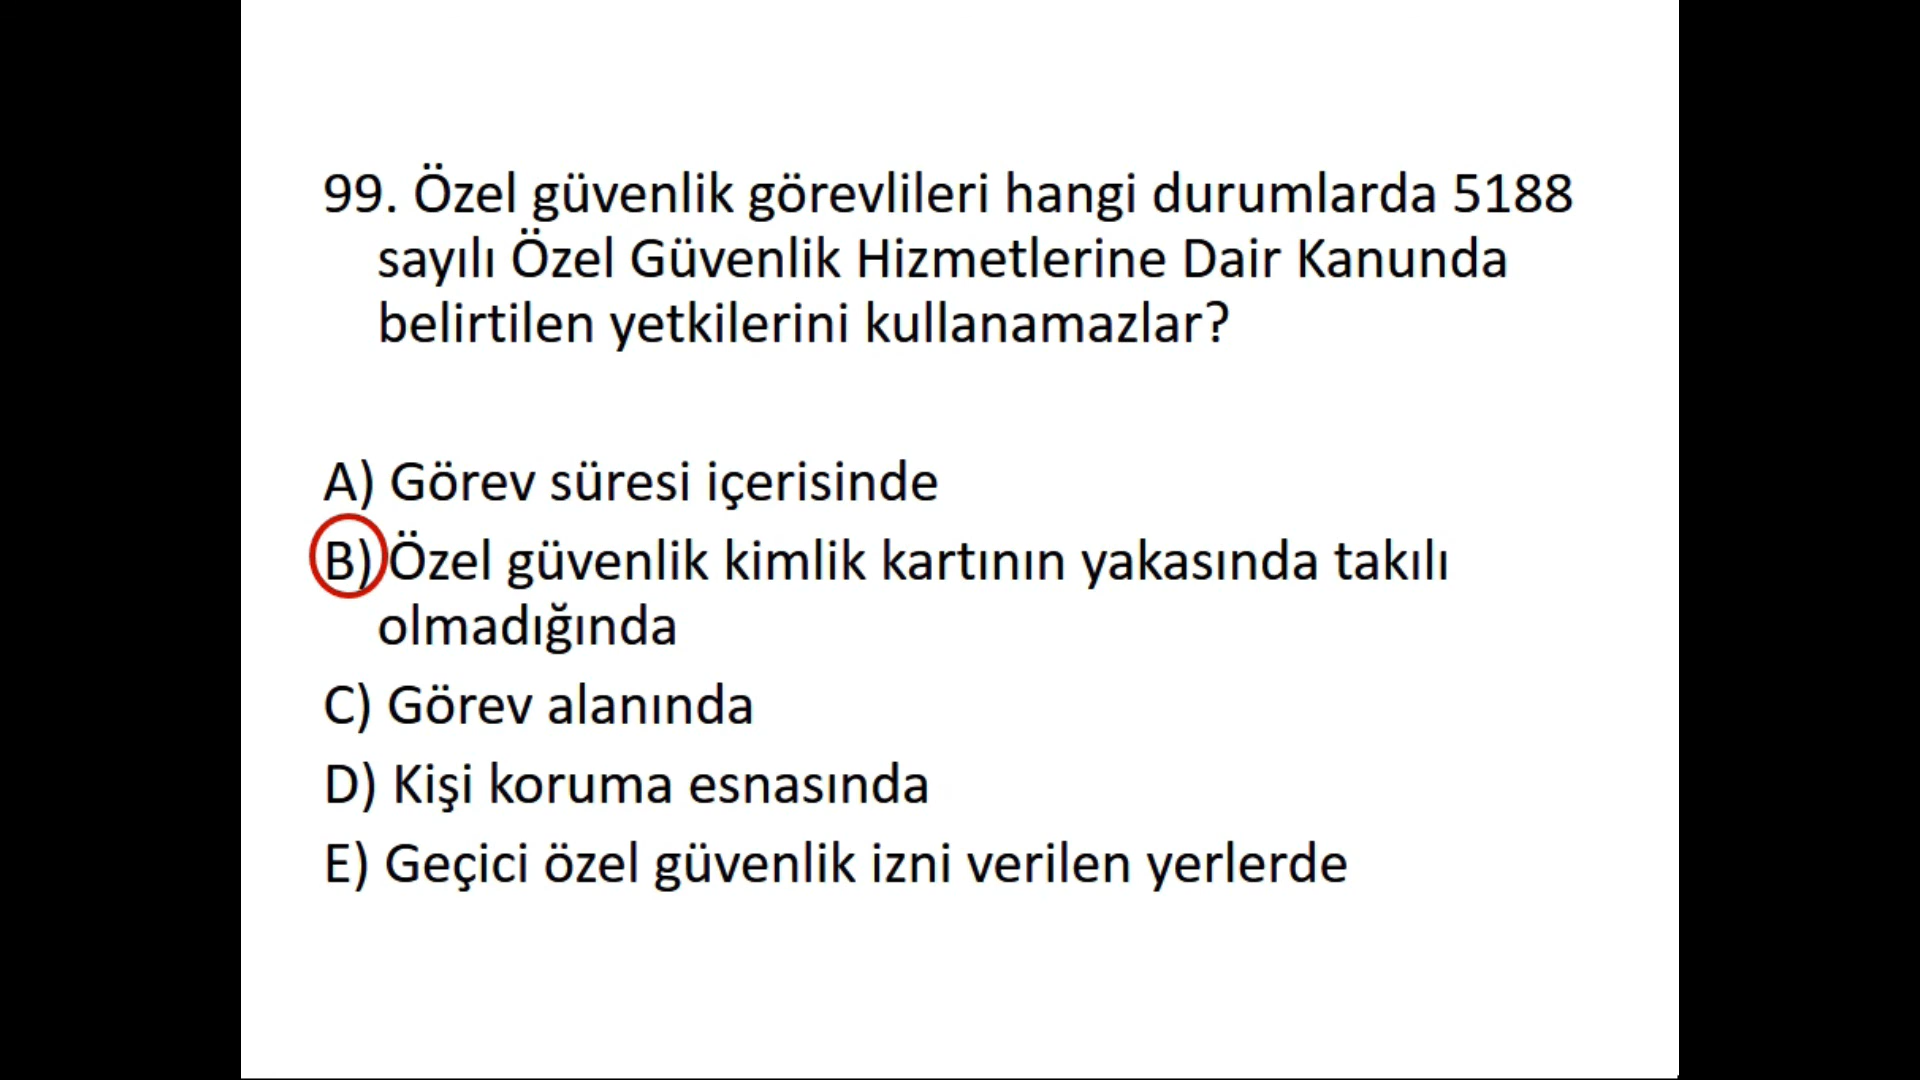 99. Özel güvenlik görevlileri hangi durumlarda 5188
sayılı Özel Güvenlik Hizmetlerine Dair Kanunda
belirtilen yetkilerini kullanamazlar?
A) Görev süresi içerisinde
B) Özel güvenlik kimlik kartının yakasında takılı
olmadığında
C) Görev alanında
D) Kişi koruma esnasında
E) Geçici özel güvenlik izni verilen yerlerde